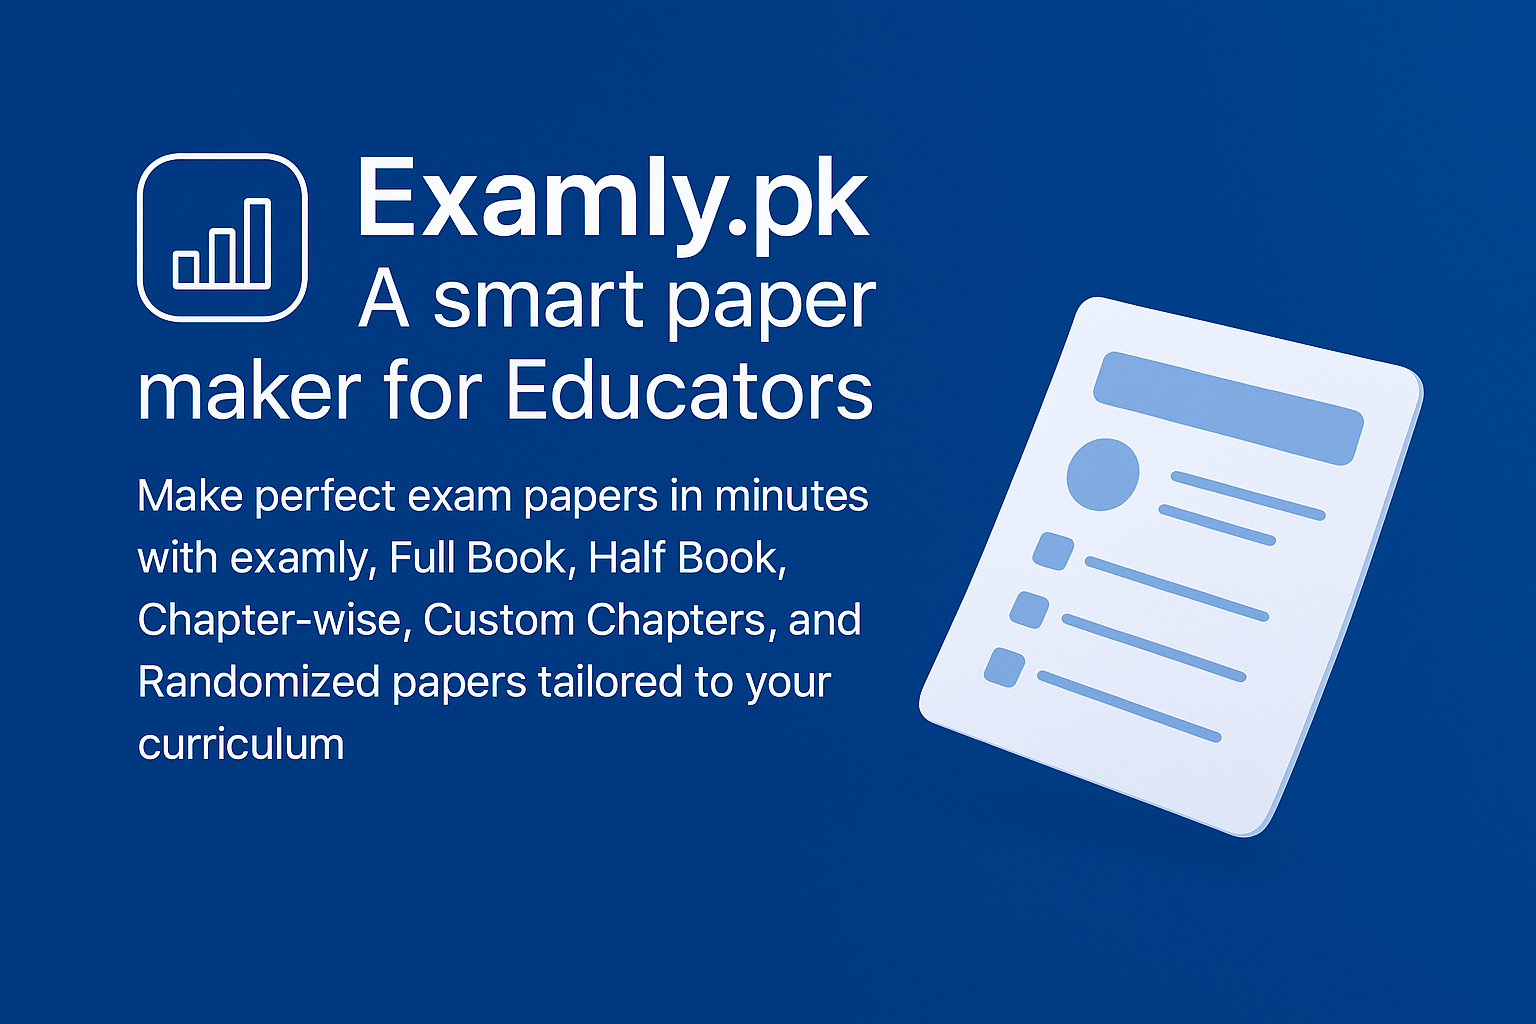 Examly.pk
A smart paper
maker for Educators
Make perfect exam papers in minutes
with examly, Full Book, Half Book,
Chapter-wise, Custom Chapters, and
Randomized papers tailored to your
curriculum